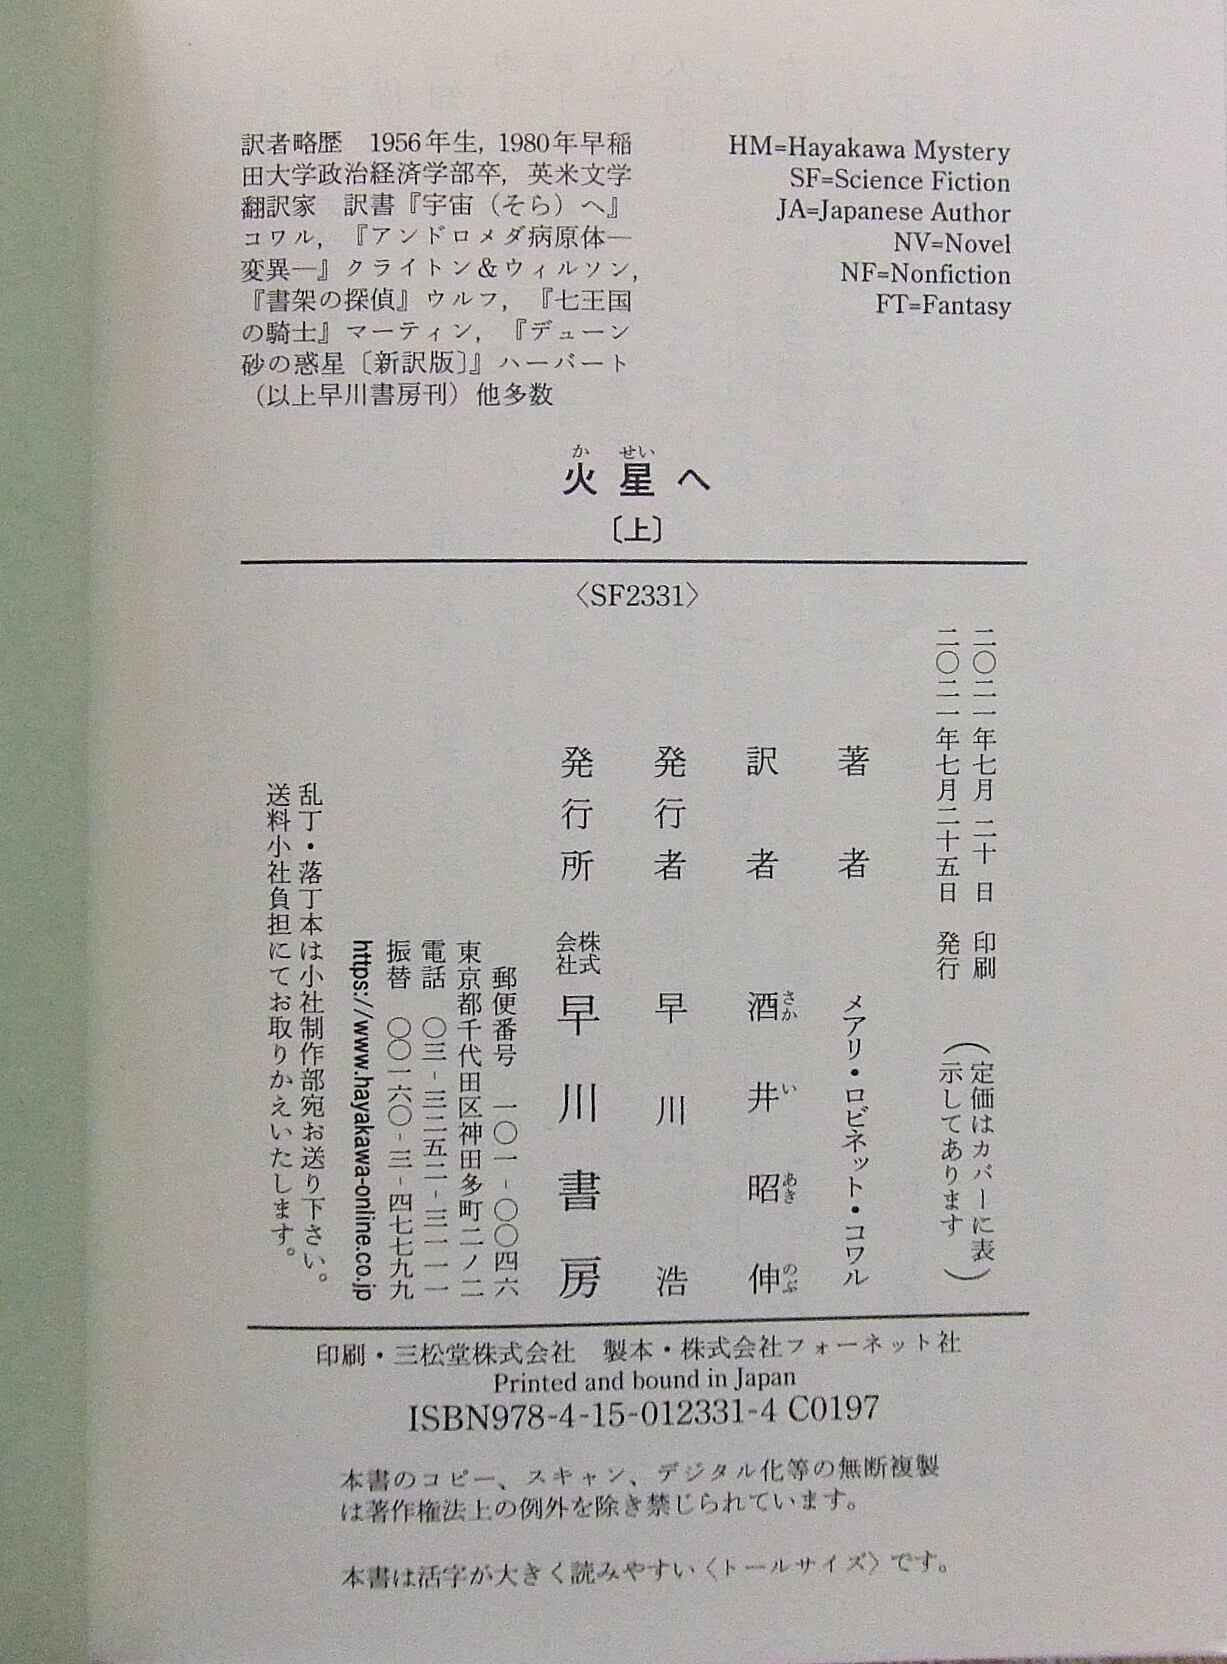 訳者略歴　1956年生，1980年早稲
田大学政治経済学部卒，英米文学
翻訳家　訳書『宇宙（そら）へ』
コワル，『アンドロメダ病原体―
変異―』クライトン＆ウィルソン，
『書架の探偵』ウルフ，『七王国
の騎士』マーティン，『デューン
砂の惑星〔新訳版〕』ハーバート
（以上早川書房刊）他多数
HM=Hayakawa Mystery
SF=Science Fiction
JA=Japanese Author
NV=Novel
NF=Nonfiction
FT=Fantasy
か　せい
火星へ
〔上〕
〈SF2331〉
二〇二一年七月二十日　印刷
二〇二一年七月二十五日　発行
（定価はカバーに表
示してあります）
著者　メアリ・ロビネット・コワル
訳者　酒井昭伸
さか　い　あき　のぶ
発行者　早川　浩
発行所　株式会社　早川書房
郵便番号　一〇一-〇〇四六
東京都千代田区神田多町二ノ二
電話　〇三-三二五二-三一一一
振替　〇〇一六〇-三-四七七九九
https://www.hayakawa-online.co.jp
乱丁・落丁本は小社制作部宛お送り下さい。
送料小社負担にてお取りかえいたします。
印刷・三松堂株式会社　製本・株式会社フォーネット社
Printed and bound in Japan
ISBN978-4-15-012331-4 C0197
本書のコピー、スキャン、デジタル化等の無断複製
は著作権法上の例外を除き禁じられています。
本書は活字が大きく読みやすい〈トールサイズ〉です。